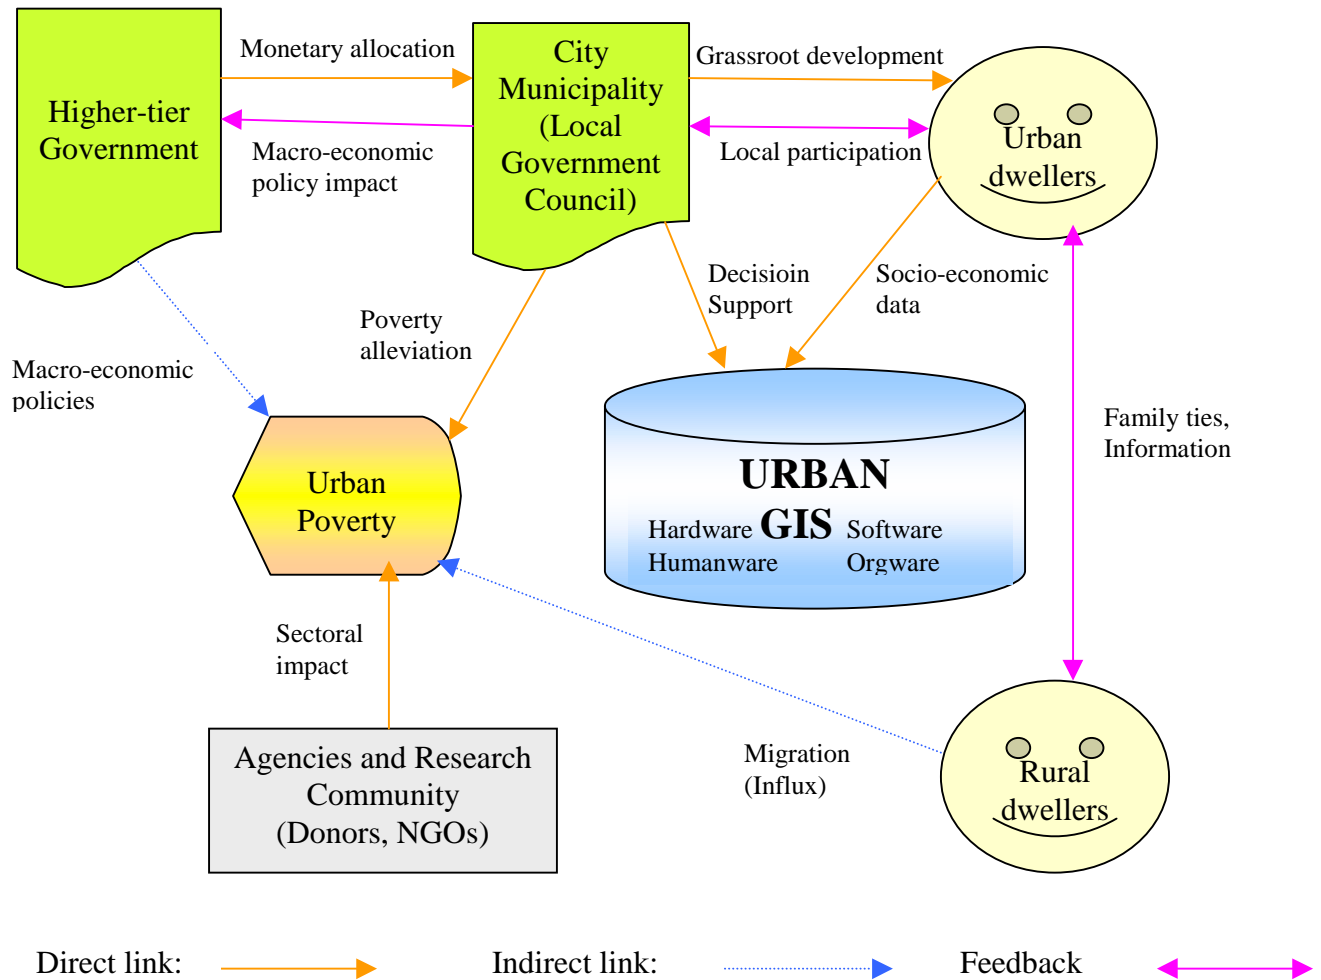 Monetary allocation
Higher-tier
Government
Macro-economic
policy impact
City
Municipality
(Local
Government
Council)
Grassroot development
Local participation
Urban
dwellers
Decisioin
Support
Socio-economic
data
Poverty
alleviation
Macro-economic
policies
Urban
Poverty
URBAN
Hardware GIS Software
Humanware Orgware
Family ties,
Information
Sectoral
impact
Agencies and Research
Community
(Donors, NGOs)
Migration
(Influx)
Rural
dwellers
Direct link: Indirect link: Feedback